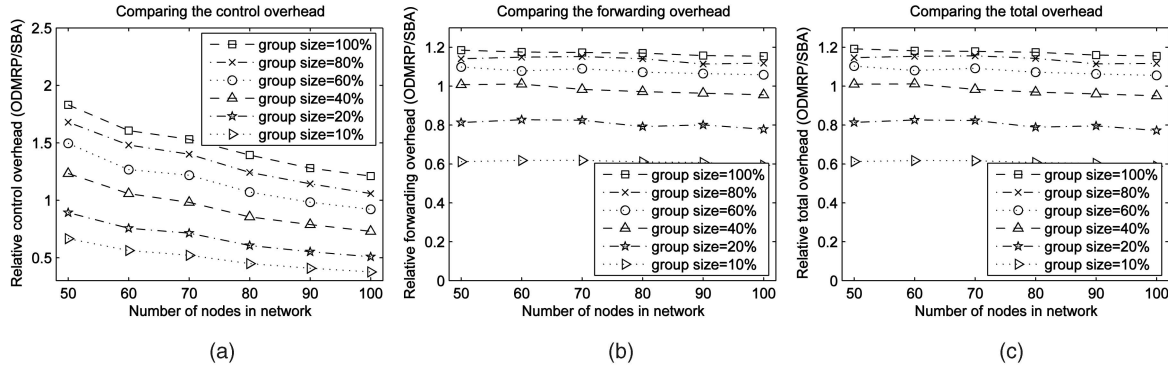 Comparing the control overhead
2.5
2
1.5
1
0.5
Relative control overhead (ODMRP/SBA)
group size=100%
group size=80%
group size=60%
group size=40%
group size=20%
group size=10%
50 60 70 80 90 100
Number of nodes in network
(a)
Comparing the forwarding overhead
1.2
1
0.8
0.6
0.4
0.2
0
Relative forwarding overhead (ODMRP/SBA)
group size=100%
group size=80%
group size=60%
group size=40%
group size=20%
group size=10%
50 60 70 80 90 100
Number of nodes in network
(b)
Comparing the total overhead
1.2
1
0.8
0.6
0.4
0.2
0
Relative total overhead (ODMRP/SBA)
group size=100%
group size=80%
group size=60%
group size=40%
group size=20%
group size=10%
50 60 70 80 90 100
Number of nodes in network
(c)